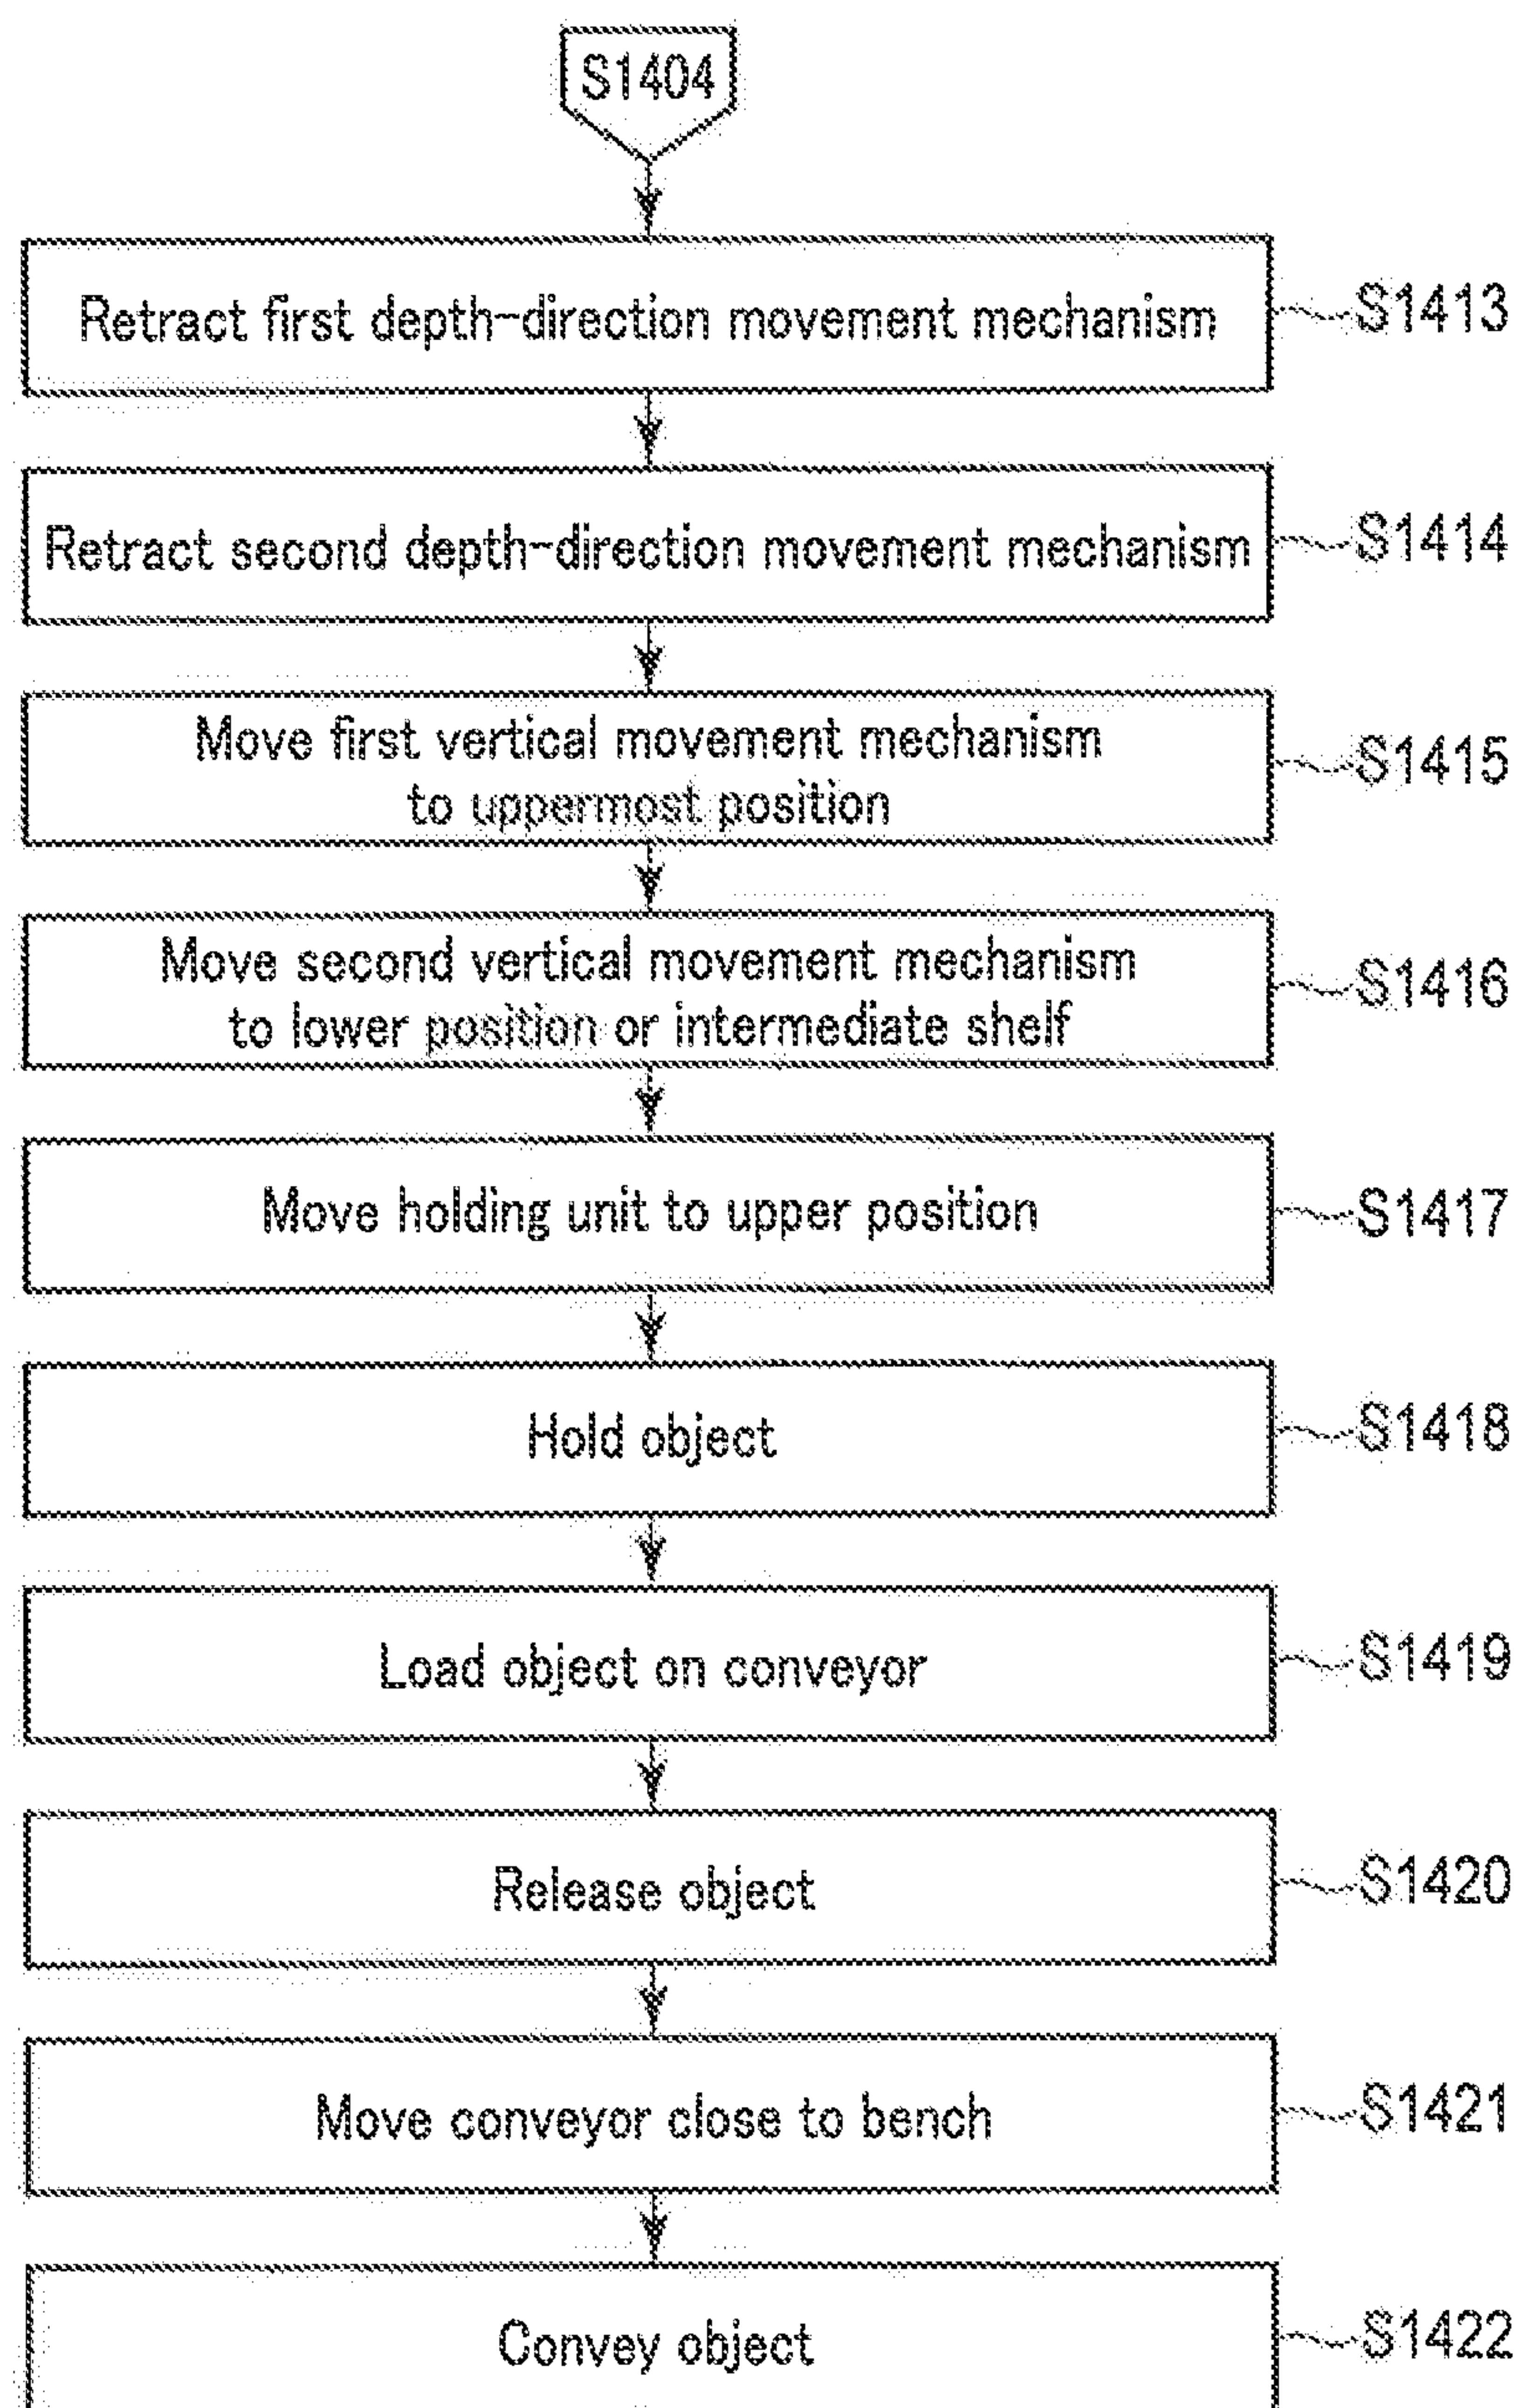 S1404
Retract first depth-direction movement mechanism
S1413
Retract second depth-direction movement mechanism
S1414
Move first vertical movement mechanism
to uppermost position
S1415
Move second vertical movement mechanism
to lower position or intermediate shelf
S1416
Move holding unit to upper position
S1417
Hold object
S1418
Load object on conveyor
S1419
Release object
S1420
Move conveyor close to bench
S1421
Convey object
S1422